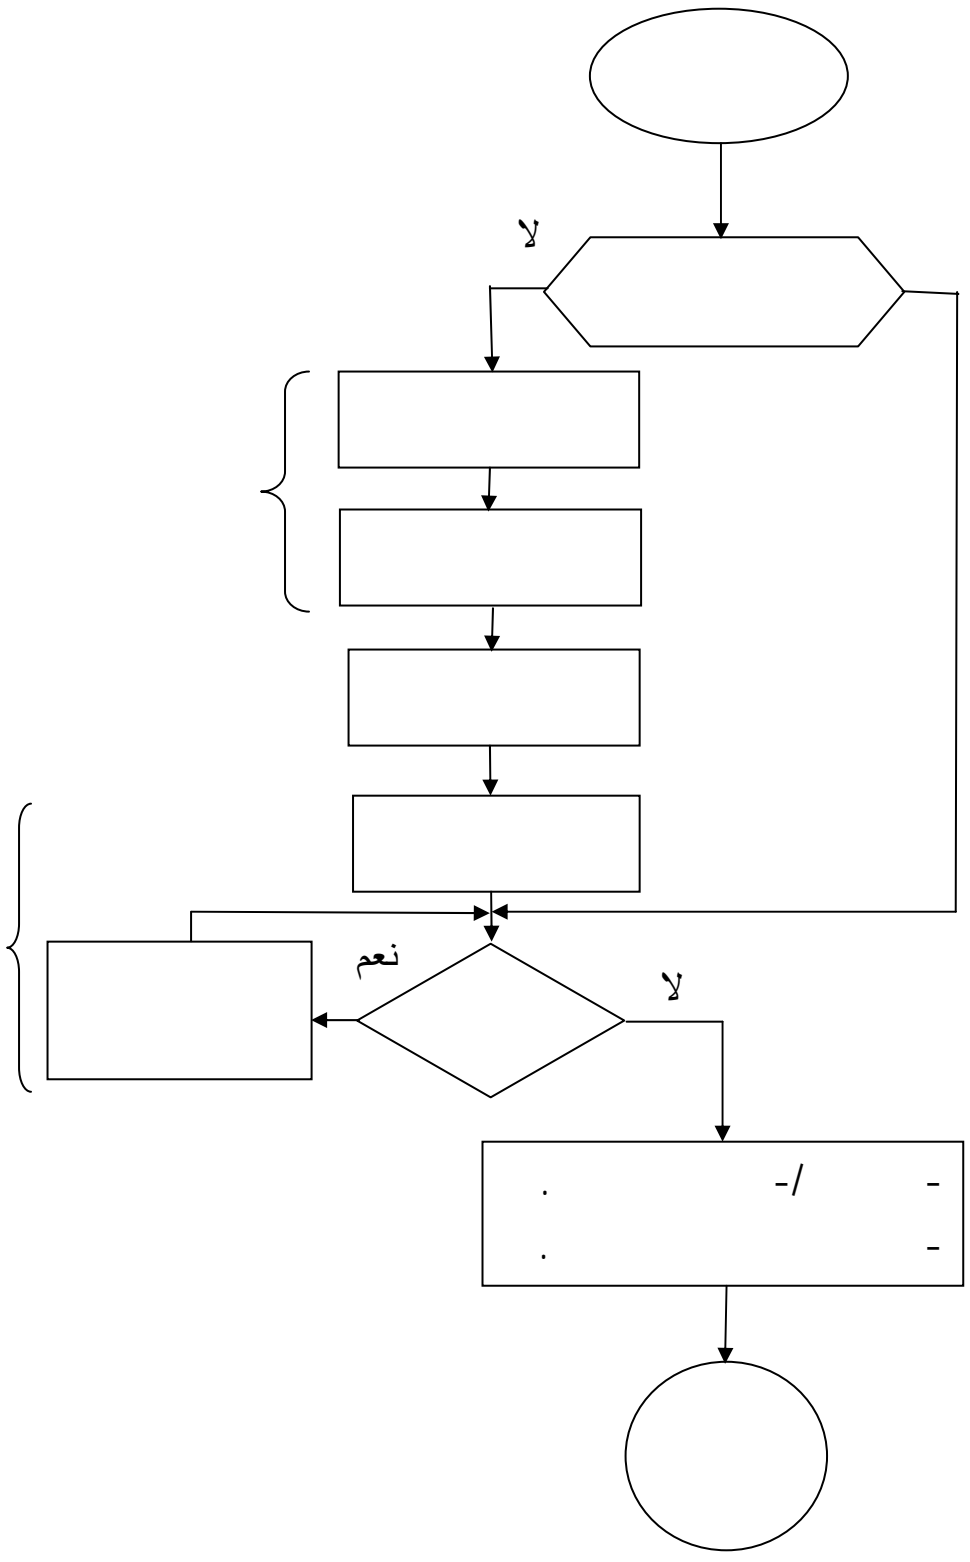 لا
نعم
لا
- -/ .
- .